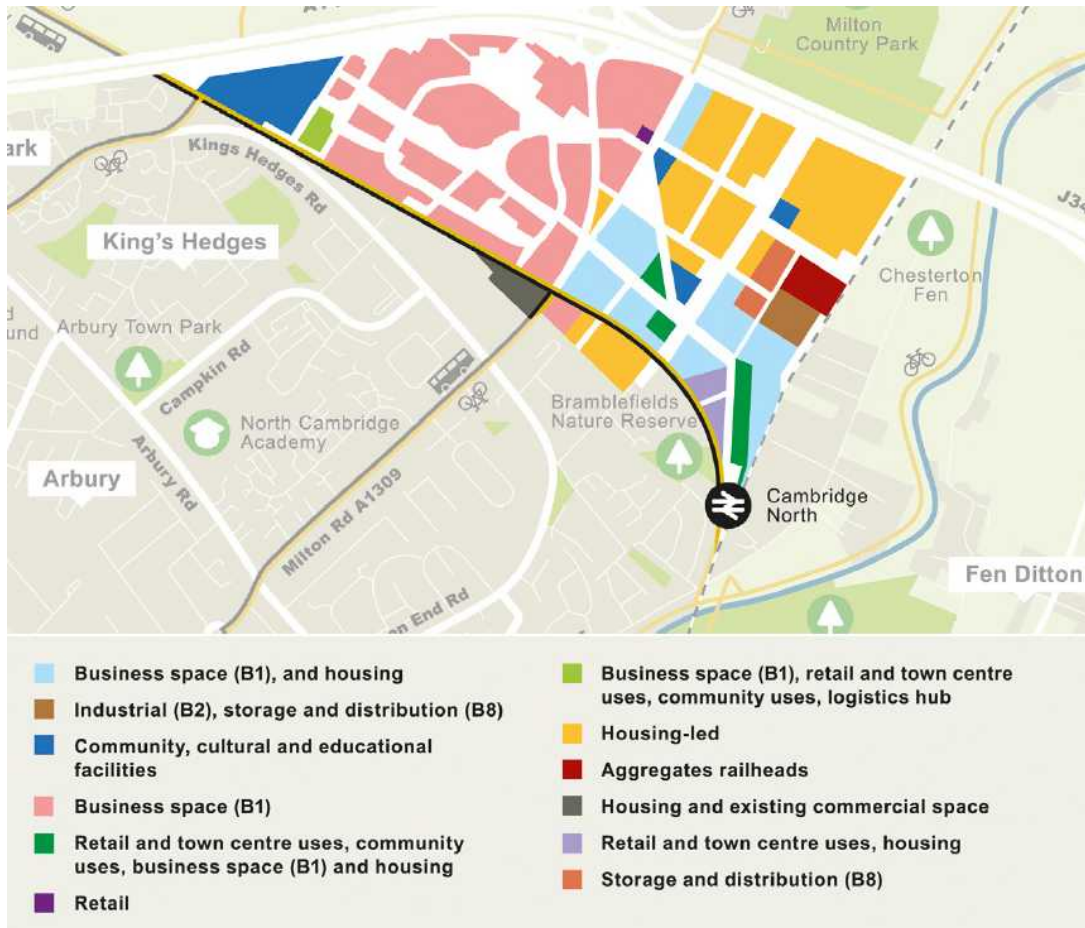 Milton
Country Park
ark
Kings Hedges Rd
King's Hedges
J34
Chesterton
Fen
d
und
Arbury Town Park
Campkin Rd
North Cambridge
Academy
Bramblefields
Nature Reserve
Arbury
Arbury Rd
Milton Rd A1309
Cambridge
North
Fen Ditton
n End Rd
Business space (B1), and housing
Industrial (B2), storage and distribution (B8)
Community, cultural and educational
facilities
Business space (B1)
Retail and town centre uses, community
uses, business space (B1) and housing
Retail
Business space (B1), retail and town centre
uses, community uses, logistics hub
Housing-led
Aggregates railheads
Housing and existing commercial space
Retail and town centre uses, housing
Storage and distribution (B8)